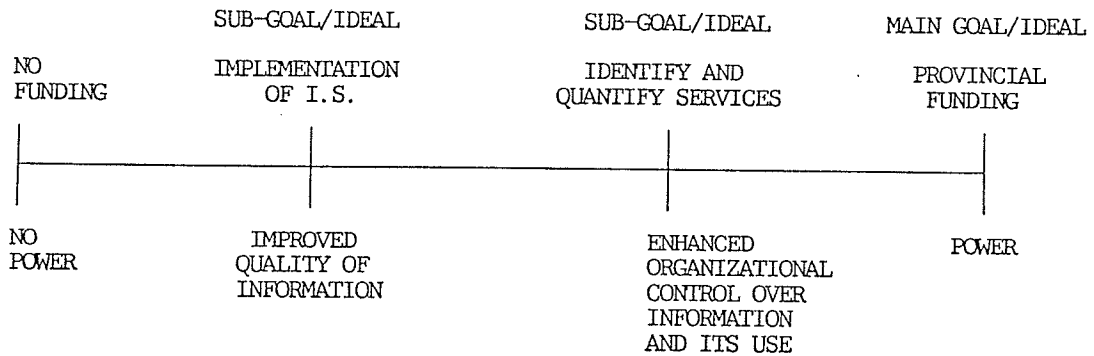 SUB-GOAL/IDEAL SUB-GOAL/IDEAL MAIN GOAL/IDEAL
NO
FUNDING
IMPLEMENTATION
OF I.S.
IDENTIFY AND
QUANTIFY SERVICES
PROVINCIAL
FUNDING
NO
POWER
IMPROVED
QUALITY OF
INFORMATION
ENHANCED
ORGANIZATIONAL
CONTROL OVER
INFORMATION
AND ITS USE
POWER